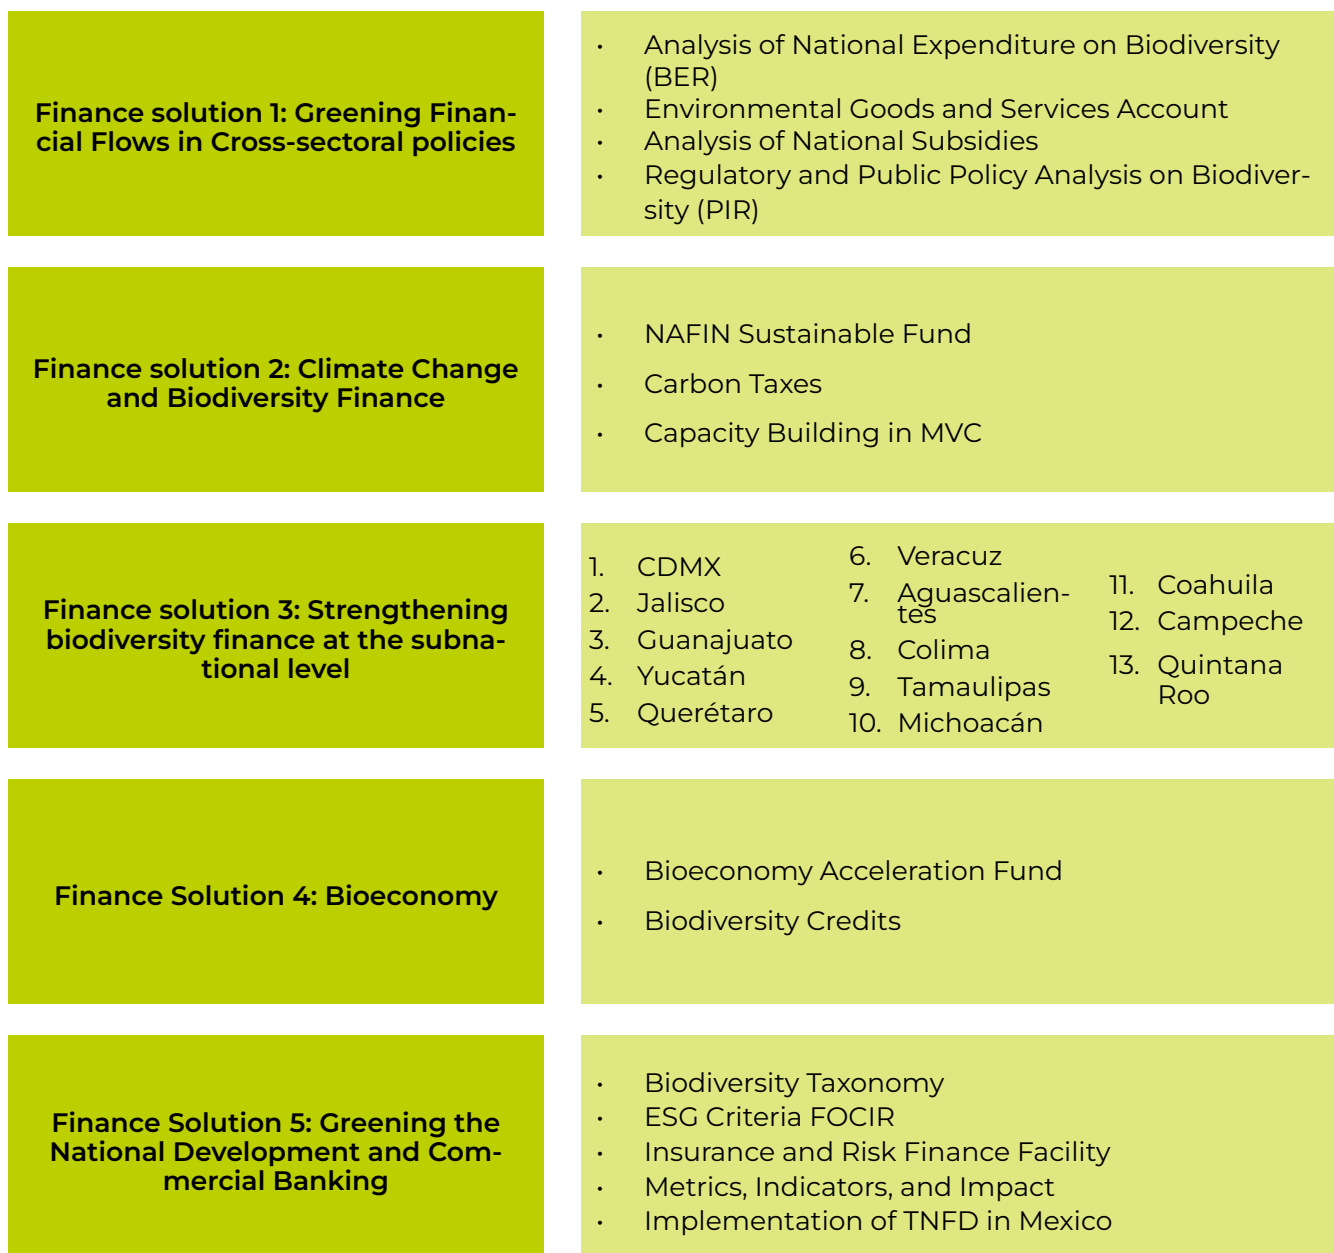 Finance solution 1: Greening Finan-
cial Flows in Cross-sectoral policies
• Analysis of National Expenditure on Biodiversity
(BER)
• Environmental Goods and Services Account
• Analysis of National Subsidies
• Regulatory and Public Policy Analysis on Biodiver-
sity (PIR)
Finance solution 2: Climate Change
and Biodiversity Finance
• NAFIN Sustainable Fund
• Carbon Taxes
• Capacity Building in MVC
Finance solution 3: Strengthening
biodiversity finance at the subna-
tional level
1. CDMX
2. Jalisco
3. Guanajuato
4. Yucatán
5. Querétaro
6. Veracuz
7. Aguascalien-
tes
8. Colima
9. Tamaulipas
10. Michoacán
11. Coahuila
12. Campeche
13. Quintana
Roo
Finance Solution 4: Bioeconomy
• Bioeconomy Acceleration Fund
• Biodiversity Credits
Finance Solution 5: Greening the
National Development and Com-
mercial Banking
• Biodiversity Taxonomy
• ESG Criteria FOCIR
• Insurance and Risk Finance Facility
• Metrics, Indicators, and Impact
• Implementation of TNFD in Mexico